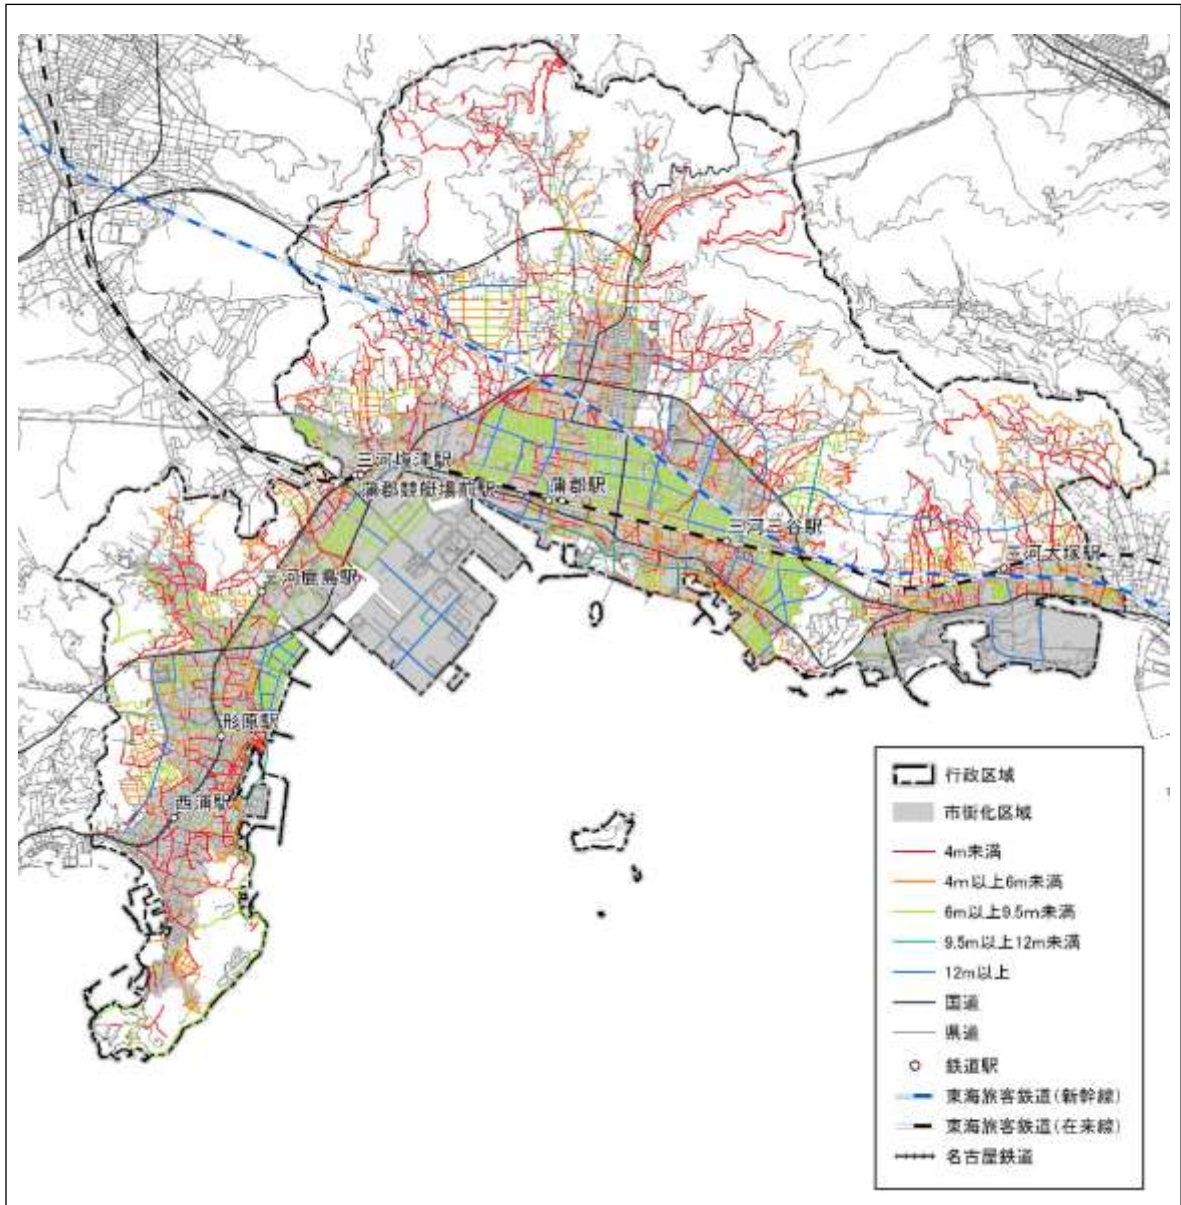 三河塩津駅
蒲郡競艇場前駅
蒲郡駅
三河三谷駅
三河大塚駅
三河鹿島駅
形原駅
西浦駅
行政区域
市街化区域
4m未満
4m以上6m未満
6m以上9.5m未満
9.5m以上12m未満
12m以上
国道
県道
鉄道駅
東海旅客鉄道(新幹線)
東海旅客鉄道(在来線)
名古屋鉄道